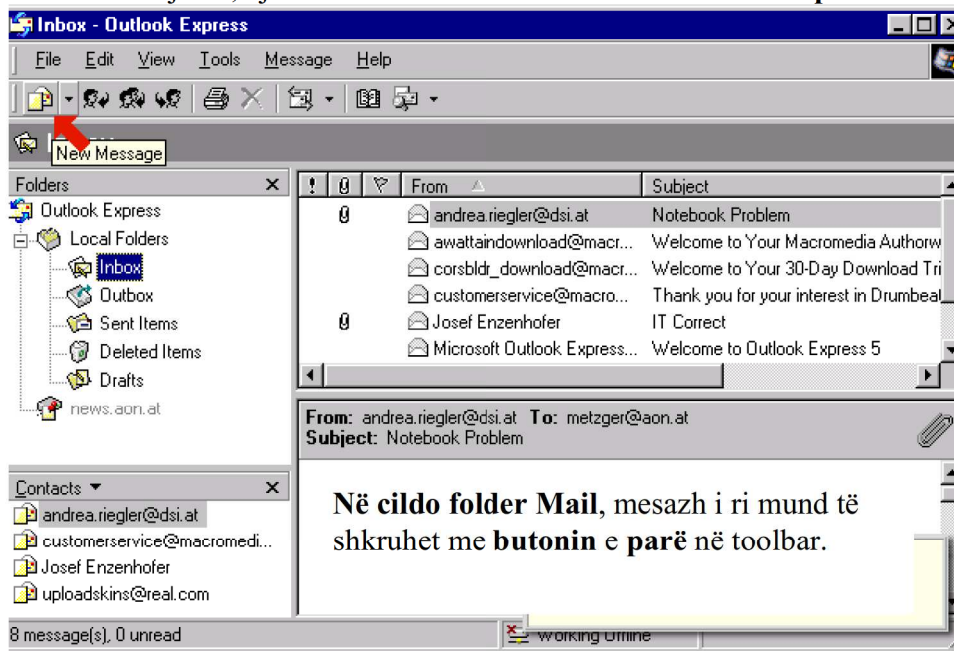 Inbox - Outlook Express
File Edit View Tools Message Help
New Message
Folders
Outlook Express
Local Folders
Inbox
Outbox
Sent Items
Deleted Items
Drafts
news.aon.at
Contacts
andrea.riegler@dsi.at
customerservice@macromedi...
Josef Enzenhofer
uploadskins@real.com
! From Subject
andrea.riegler@dsi.at Notebook Problem
awattaindownload@macr... Welcome to Your Macromedia Authorw
corsbldr_download@macr... Welcome to Your 30-Day Download Tri
customerservice@macro... Thank you for your interest in Drumbeat
Josef Enzenhofer IT Correct
Microsoft Outlook Express... Welcome to Outlook Express 5
From: andrea.riegler@dsi.at To: metzger@aon.at
Subject: Notebook Problem
Në cildo folder Mail, mesazh i ri mund të
shkruhet me butonin e parë në toolbar.
8 message(s), 0 unread
Working Offline